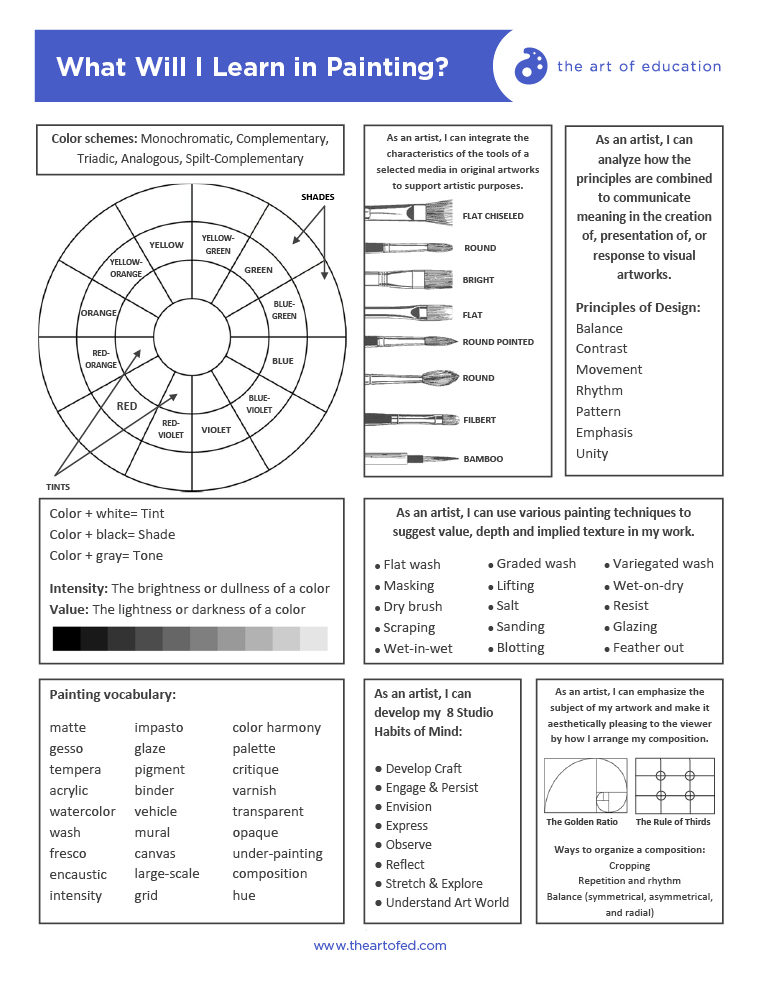 What Will I Learn in Painting?
the art of education
Color schemes: Monochromatic, Complementary,
Triadic, Analogous, Spilt-Complementary
SHADES
YELLOW
YELLOW-
GREEN
GREEN
BLUE-
GREEN
BLUE
BLUE-
VIOLET
VIOLET
RED-
VIOLET
RED
RED-
ORANGE
ORANGE
YELLOW-
ORANGE
TINTS
As an artist, I can integrate the
characteristics of the tools of a
selected media in original artworks
to support artistic purposes.
FLAT CHISELED
ROUND
BRIGHT
FLAT
ROUND POINTED
ROUND
FILBERT
BAMBOO
As an artist, I can
analyze how the
principles are combined
to communicate
meaning in the creation
of, presentation of, or
response to visual
artworks.
Principles of Design:
Balance
Contrast
Movement
Rhythm
Pattern
Emphasis
Unity
Color + white= Tint
Color + black= Shade
Color + gray= Tone
Intensity: The brightness or dullness of a color
Value: The lightness or darkness of a color
As an artist, I can use various painting techniques to
suggest value, depth and implied texture in my work.
• Flat wash
• Masking
• Dry brush
• Scraping
• Wet-in-wet
• Graded wash
• Lifting
• Salt
• Sanding
• Blotting
• Variegated wash
• Wet-on-dry
• Resist
• Glazing
• Feather out
Painting vocabulary:
matte
gesso
tempera
acrylic
watercolor
wash
fresco
encaustic
intensity
impasto
glaze
pigment
binder
vehicle
mural
canvas
large-scale
grid
color harmony
palette
critique
varnish
transparent
opaque
under-painting
composition
hue
As an artist, I can
develop my 8 Studio
Habits of Mind:
• Develop Craft
• Engage & Persist
• Envision
• Express
• Observe
• Reflect
• Stretch & Explore
• Understand Art World
As an artist, I can emphasize the
subject of my artwork and make it
aesthetically pleasing to the viewer
by how I arrange my composition.
The Golden Ratio
The Rule of Thirds
Ways to organize a composition:
Cropping
Repetition and rhythm
Balance (symmetrical, asymmetrical,
and radial)
www.theartofed.com